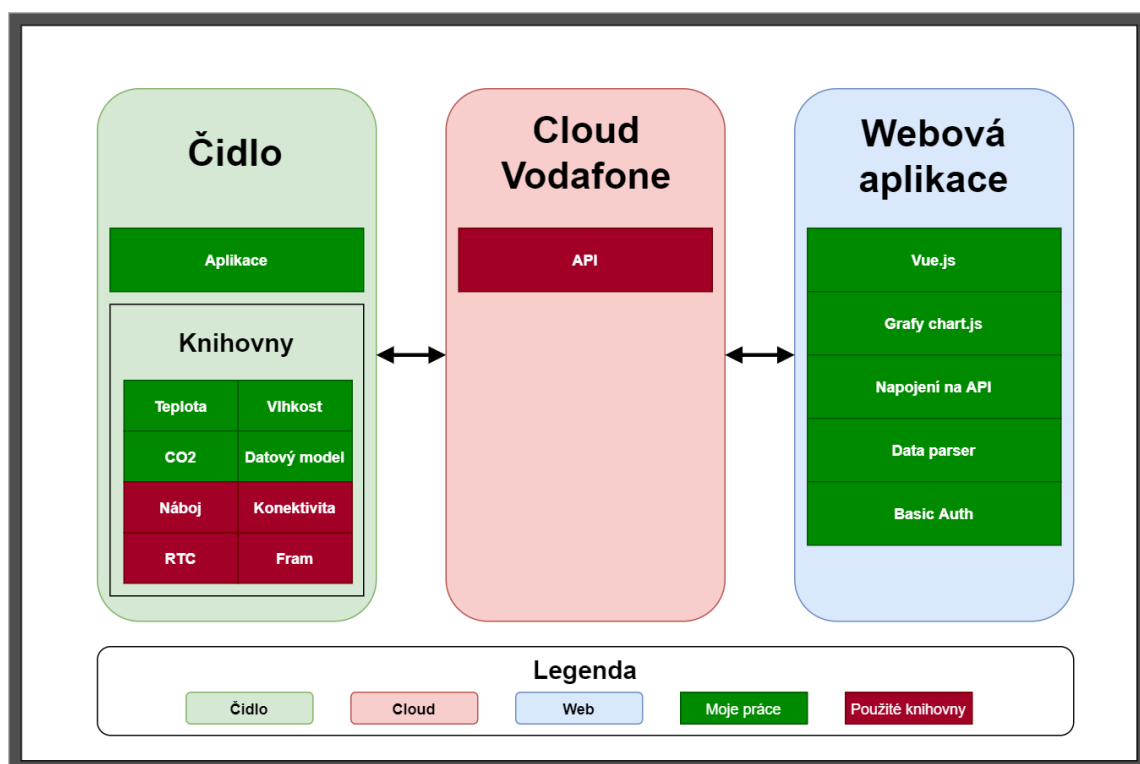 Čidlo
Aplikace
Knihovny
Teplota Vlhkost
CO2 Datový model
Náboj Konektivita
RTC Fram
Cloud
Vodafone
API
Webová
aplikace
Vue.js
Grafy chart.js
Napojení na API
Data parser
Basic Auth
Legenda
Čidlo Cloud Web Moje práce Použité knihovny